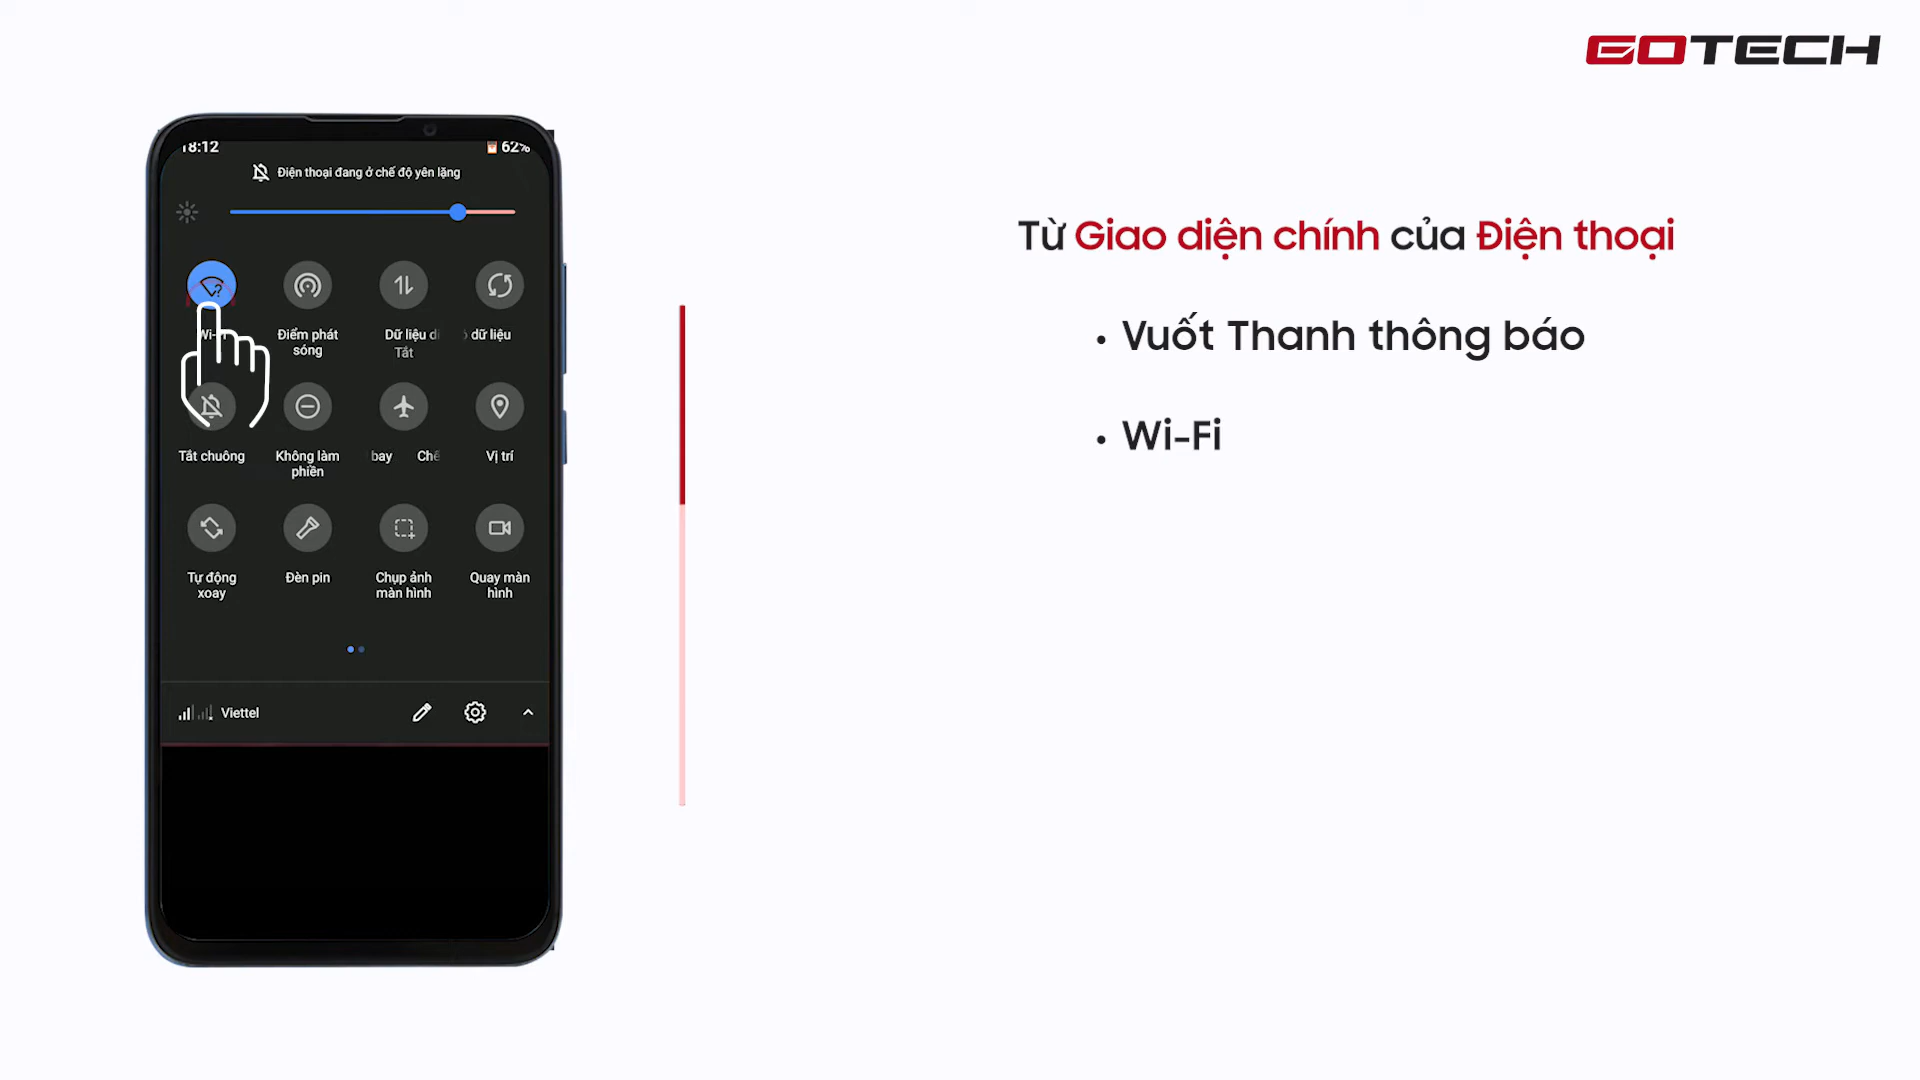 GOTECH
18:12
62%
Điện thoại đang ở chế độ yên lặng
Điểm phát
sóng
Dữ liệu
Tắt
dữ liệu
Tắt chuông
Không làm
phiền
bay
Chế
Vị trí
Tự động
xoay
Đèn pin
Chụp ảnh
màn hình
Quay màn
hình
Viettel
Từ Giao diện chính của Điện thoại
• Vuốt Thanh thông báo
• Wi-Fi